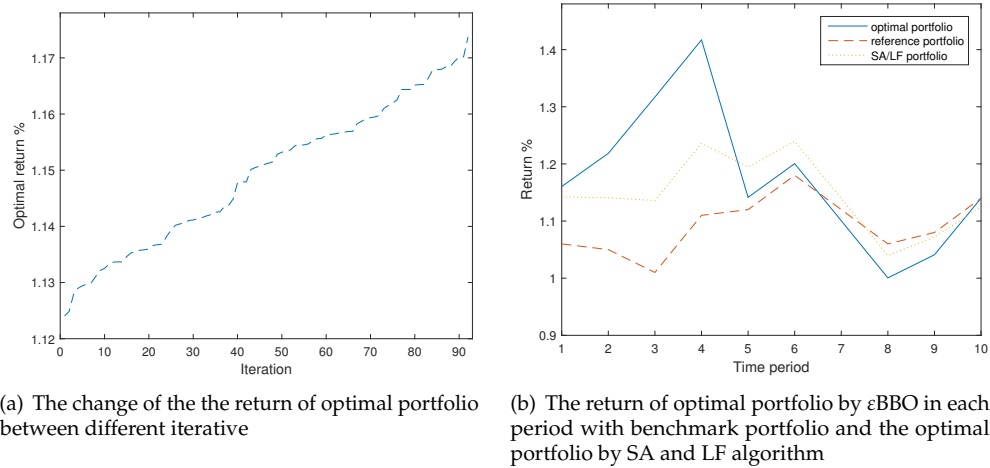 1.17
1.16
1.15
1.14
1.13
1.12
Optimal return %
0 10 20 30 40 50 60 70 80 90
Iteration
(a) The change of the the return of optimal portfolio
between different iterative
optimal portfolio
reference portfolio
SA/LF portfolio
1.4
1.3
1.2
1.1
1
0.9
Return %
1 2 3 4 5 6 7 8 9 10
Time period
(b) The return of optimal portfolio by εBBO in each
period with benchmark portfolio and the optimal
portfolio by SA and LF algorithm